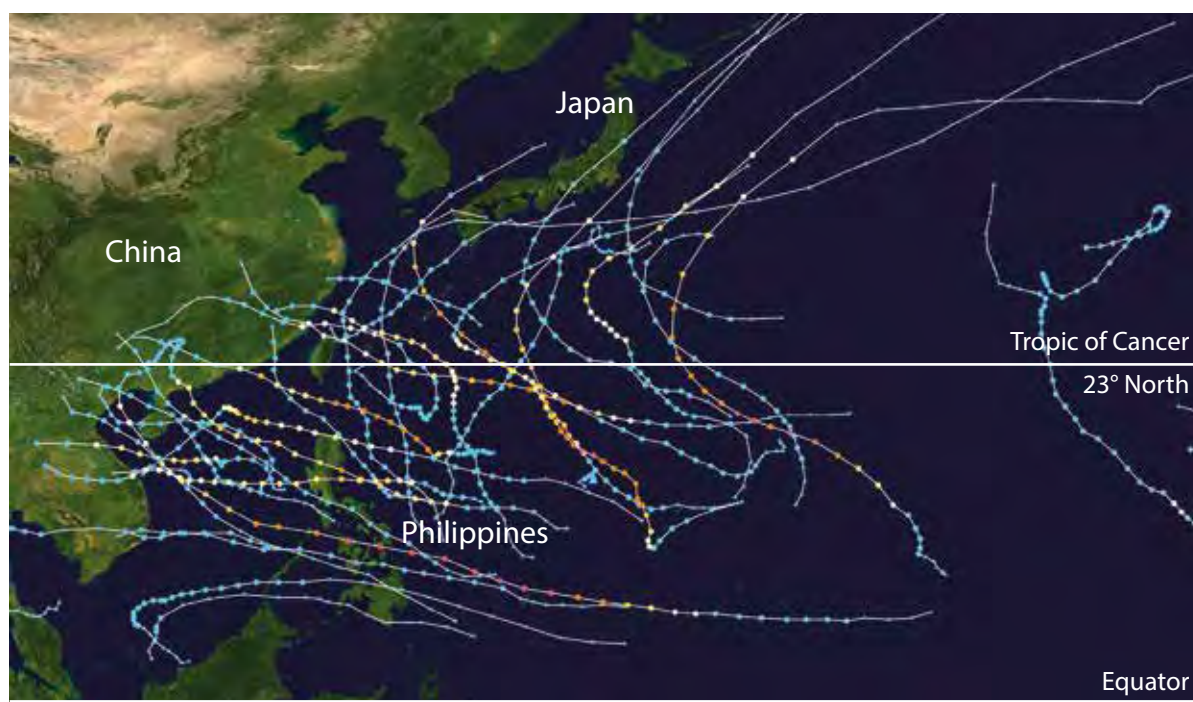 Japan
China
Tropic of Cancer
23° North
Philippines
Equator